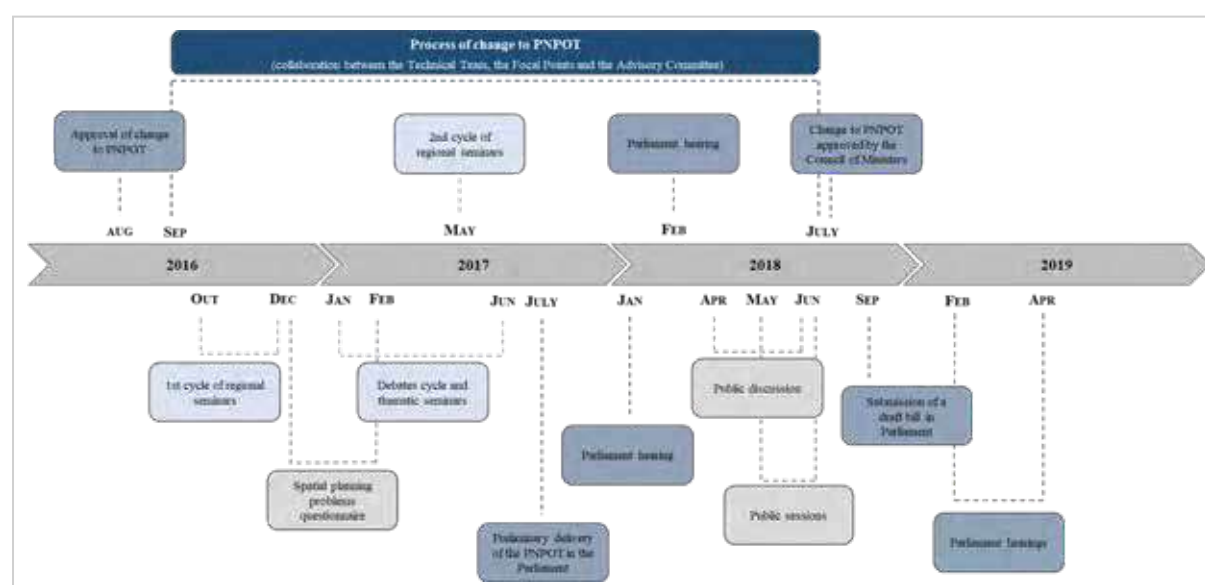 Process of change to PNPOT
(collaboration between the Technical Team, the Focal Points and the Advisory Committee)
Approval of change
to PNPOT
2nd cycle of
regional seminars
Parliament hearing
Change to PNPOT
approved by the
Council of Ministers
AUG
SEP
MAY
FEB
JULY
2016
2017
2018
2019
OUT
DEC
JAN
FEB
JUN
JULY
JAN
APR
MAY
JUN
SEP
FEB
APR
1st cycle of regional
seminars
Debates cycle and
thematic seminars
Public discussion
Submission of a
draft bill in
Parliament
Parliament hearing
Spatial planning
problems
questionnaire
Public sessions
Preliminary delivery
of the PNPOT in the
Parliament
Parliament hearings